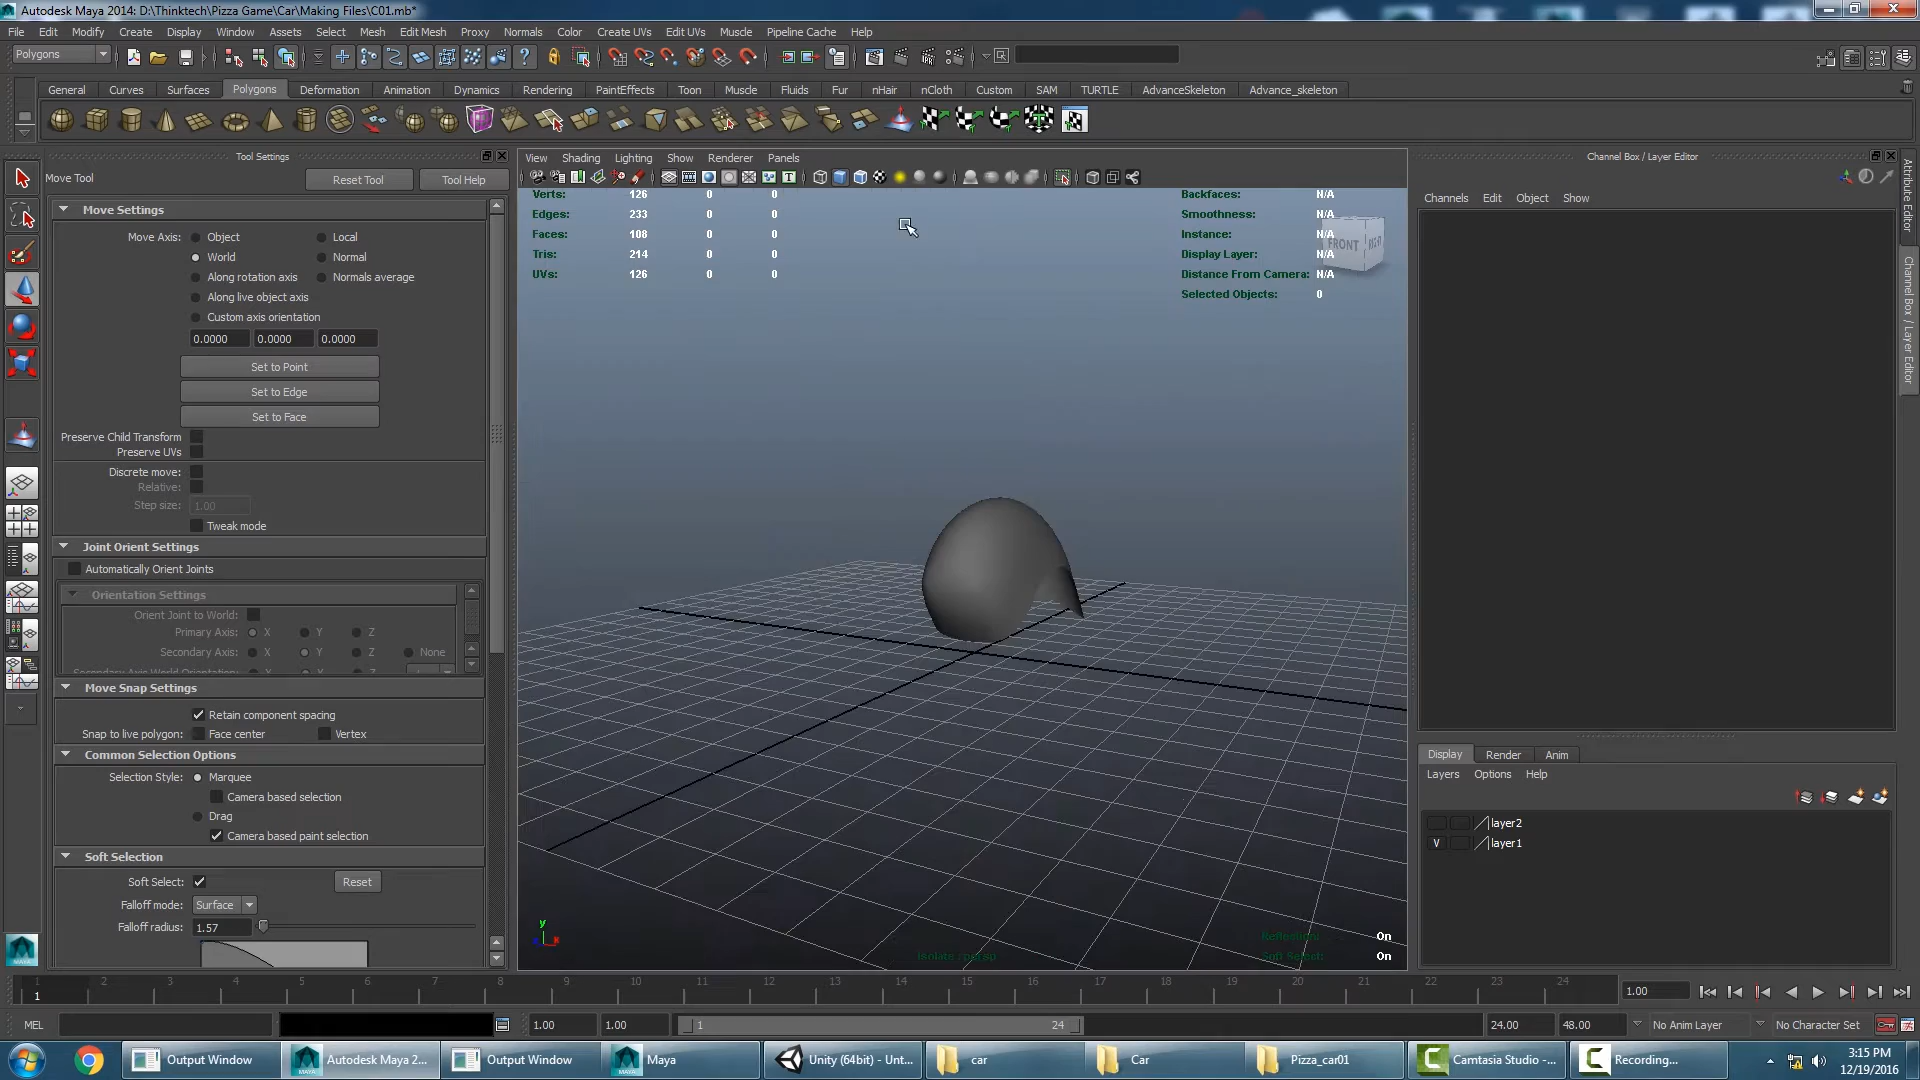 Autodesk Maya 2014: D:\Thinktech\Pizza Game\Car\Making Files\C01.mb*
File Edit Modify Create Display Window Assets Select Mesh Edit Mesh Proxy Normals Color Create UVs Edit UVs Muscle Pipeline Cache Help
Polygons
General Curves Surfaces Polygons Deformation Animation Dynamics Rendering PaintEffects Toon Muscle Fluids Fur nHair nCloth Custom SAM TURTLE AdvanceSkeleton Advance_skeleton
Tool Settings
Move Tool Reset Tool Tool Help
Move Settings
Move Axis: Object Local
World Normal
Along rotation axis Normals average
Along live object axis
Custom axis orientation
0.0000 0.0000 0.0000
Set to Point
Set to Edge
Set to Face
Preserve Child Transform
Preserve UVs
Discrete move:
Relative:
Step size: 1.00
Tweak mode
Joint Orient Settings
Automatically Orient Joints
Orientation Settings
Orient Joint to World:
Primary Axis: X Y Z
Secondary Axis: X Y Z None
Move Snap Settings
Retain component spacing
Snap to live polygon: Face center Vertex
Common Selection Options
Selection Style: Marquee
Camera based selection
Drag
Camera based paint selection
Soft Selection
Soft Select: Reset
Falloff mode: Surface
Falloff radius: 1.57
View Shading Lighting Show Renderer Panels
Verts: 126 0 0
Edges: 233 0 0
Faces: 108 0 0
Tris: 214 0 0
UVs: 126 0 0
Backfaces: N/A
Smoothness: N/A
Instance: N/A
Display Layer: N/A
Distance From Camera: N/A
Selected Objects: 0
FRONT RIGHT
y
x
Isolate : persp
Reflection: On
Soft Select: On
Channel Box / Layer Editor
Channels Edit Object Show
Attribute Editor
Channel Box / Layer Editor
Display Render Anim
Layers Options Help
layer2
V layer1
1 2 3 4 5 6 7 8 9 10 11 12 13 14 15 16 17 18 19 20 21 22 23 24
1
1.00
MEL
1.00 1.00 1 24 24.00 48.00 No Anim Layer No Character Set
Output Window
Autodesk Maya 2...
Output Window
Maya
Unity (64bit) - Unt...
car
Car
Pizza_car01
Camtasia Studio -...
Recording...
3:15 PM
12/19/2016